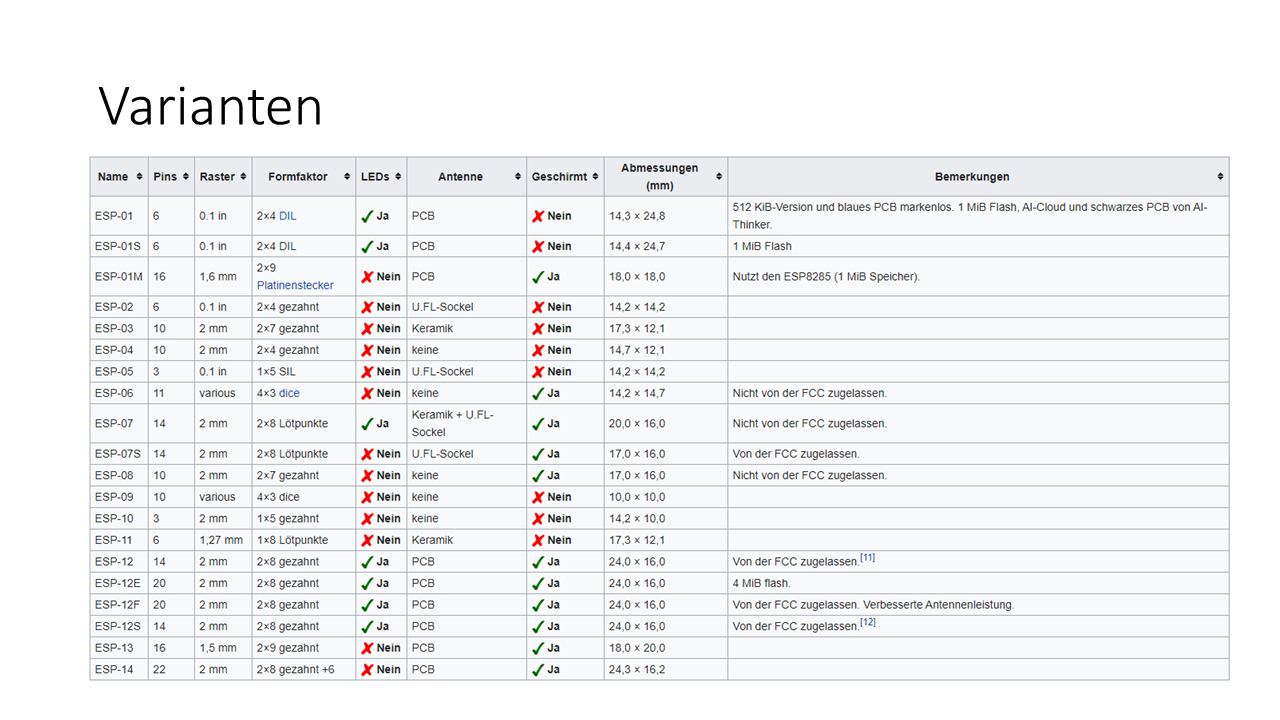 Varianten
Name Pins Raster Formfaktor LEDs Antenne Geschirmt Abmessungen (mm) Bemerkungen
ESP-01 6 0.1 in 2×4 DIL Ja PCB Nein 14,3 × 24,8 512 KiB-Version und blaues PCB markenlos. 1 MiB Flash, AI-Cloud und schwarzes PCB von AI-
Thinker.
ESP-01S 6 0.1 in 2×4 DIL Ja PCB Nein 14,4 × 24,7 1 MiB Flash
ESP-01M 16 1,6 mm 2×9 Platinenstecker Nein PCB Ja 18,0 × 18,0 Nutzt den ESP8285 (1 MiB Speicher).
ESP-02 6 0.1 in 2×4 gezahnt Nein U.FL-Sockel Nein 14,2 × 14,2
ESP-03 10 2 mm 2×7 gezahnt Nein Keramik Nein 17,3 × 12,1
ESP-04 10 2 mm 2×4 gezahnt Nein keine Nein 14,7 × 12,1
ESP-05 3 0.1 in 1×5 SIL Nein U.FL-Sockel Nein 14,2 × 14,2
ESP-06 11 various 4×3 dice Nein keine Ja 14,2 × 14,7 Nicht von der FCC zugelassen.
ESP-07 14 2 mm 2×8 Lötpunkte Ja Keramik + U.FL-Sockel Ja 20,0 × 16,0 Nicht von der FCC zugelassen.
ESP-07S 14 2 mm 2×8 Lötpunkte Nein U.FL-Sockel Ja 17,0 × 16,0 Von der FCC zugelassen.
ESP-08 10 2 mm 2×7 gezahnt Nein keine Ja 17,0 × 16,0 Nicht von der FCC zugelassen.
ESP-09 10 various 4×3 dice Nein keine Nein 10,0 × 10,0
ESP-10 3 2 mm 1×5 gezahnt Nein keine Nein 14,2 × 10,0
ESP-11 6 1,27 mm 1×8 Lötpunkte Nein Keramik Nein 17,3 × 12,1
ESP-12 14 2 mm 2×8 gezahnt Ja PCB Ja 24,0 × 16,0 Von der FCC zugelassen.[11]
ESP-12E 20 2 mm 2×8 gezahnt Ja PCB Ja 24,0 × 16,0 4 MiB flash.
ESP-12F 20 2 mm 2×8 gezahnt Ja PCB Ja 24,0 × 16,0 Von der FCC zugelassen. Verbesserte Antennenleistung.
ESP-12S 14 2 mm 2×8 gezahnt Ja PCB Ja 24,0 × 16,0 Von der FCC zugelassen.[12]
ESP-13 16 1,5 mm 2×9 gezahnt Nein PCB Ja 18,0 × 20,0
ESP-14 22 2 mm 2×8 gezahnt +6 Nein PCB Ja 24,3 × 16,2